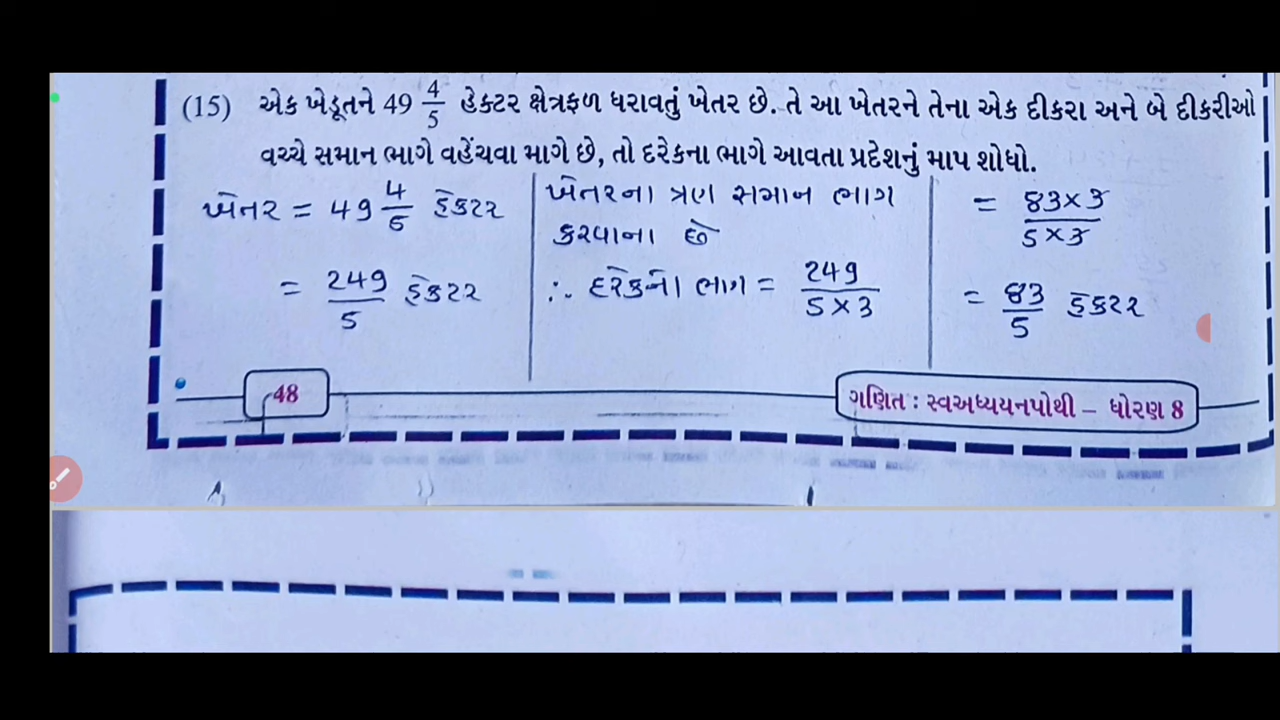 (15) એક ખેડૂતને 49 4/5 હેક્ટર ક્ષેત્રફળ ધરાવતું ખેતર છે. તે આ ખેતરને તેના એક દીકરા અને બે દીકરીઓ
વચ્ચે સમાન ભાગે વહેંચવા માગે છે, તો દરેકના ભાગે આવતા પ્રદેશનું માપ શોધો.
ખેતર = 49 4/5 હેક્ટર
= 249/5 હેક્ટર
ખેતરના ત્રણ સમાન ભાગ
કરવાના છે
∴ દરેકનો ભાગ = 249/(5 × 3)
= (83 × 3)/(5 × 3)
= 83/5 હેક્ટર
48
ગણિત : સ્વઅધ્યયનપોથી – ધોરણ 8